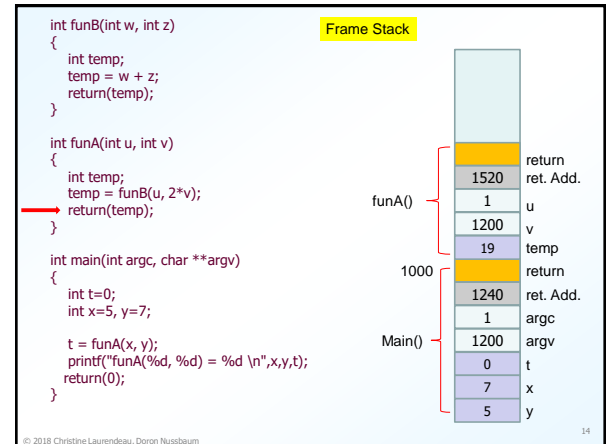 Frame Stack
int funB(int w, int z)
{
int temp;
temp = w + z;
return(temp);
}
int funA(int u, int v)
{
int temp;
temp = funB(u, 2*v);
return(temp);
}
int main(int argc, char **argv)
{
int t=0;
int x=5, y=7;
t = funA(x, y);
printf("funA(%d, %d) = %d \n",x,y,t);
return(0);
}
return
1520 ret. Add.
funA()
1 u
1200 v
19 temp
1000 return
1240 ret. Add.
1 argc
Main()
1200 argv
0 t
7 x
5 y
© 2018 Christine Laurendeau, Doron Nussbaum
14